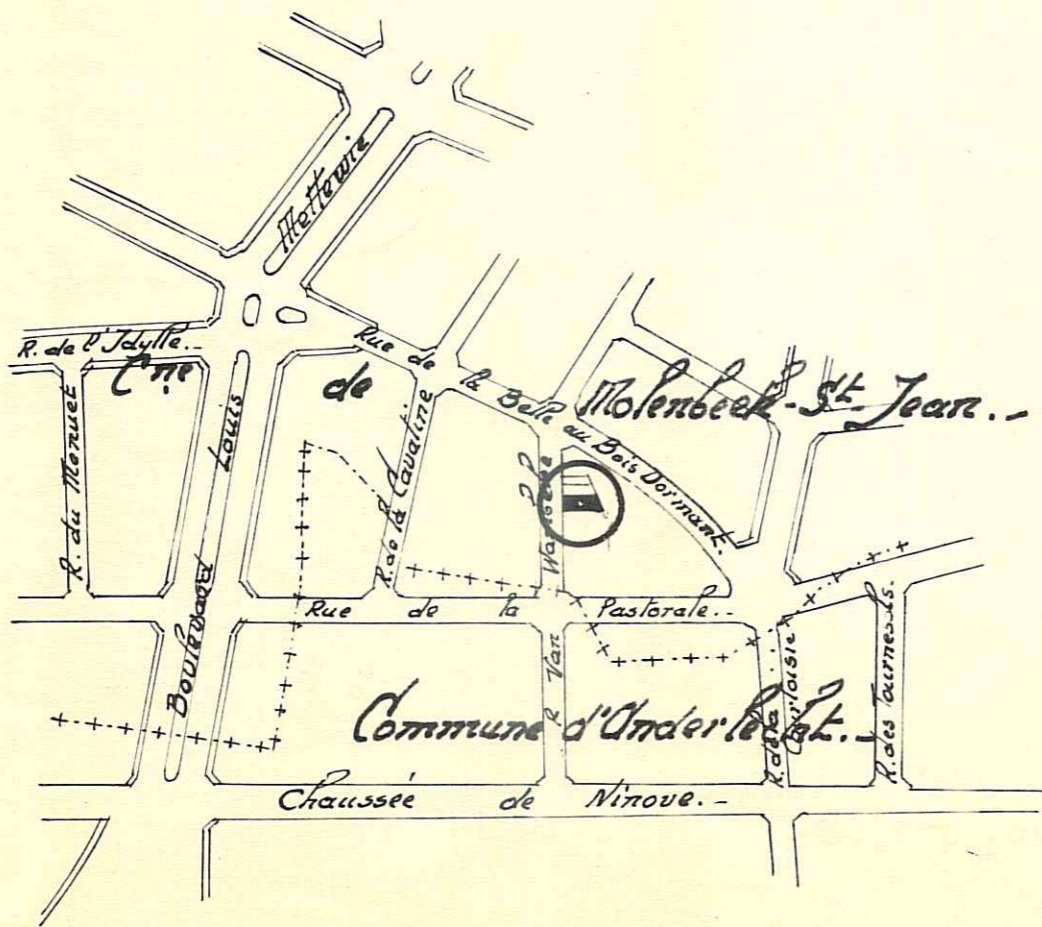 Mettewie
R. de l'Idylle.-
Cne
de
Molenbeek-St-Jean.-
Rue de la Belle au Bois Dormant.
R. du Menuet
Boulevard Louis
R. de la Cavatine
R Van
Rue de la Pastorale.-
R. de la Courtoisie
R. des
Commune d'Anderlecht.-
Chaussée de Ninove.-